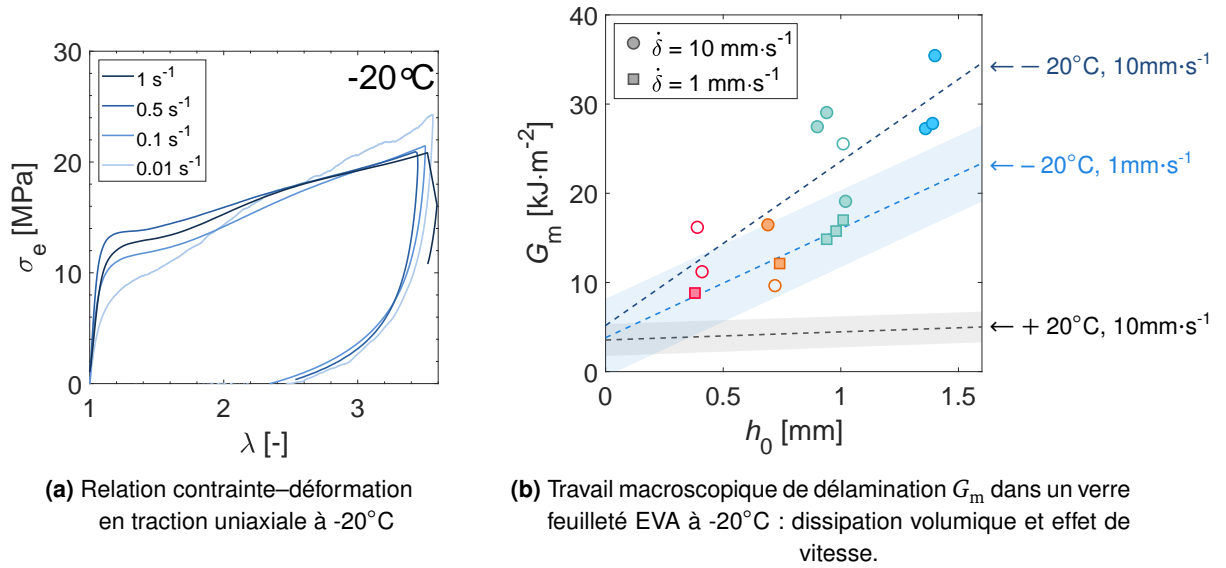 30
20
10
0
σe [MPa]
1 s-1
0.5 s-1
0.1 s-1
0.01 s-1
-20°C
1
2
3
λ [-]
(a) Relation contrainte–déformation
en traction uniaxiale à -20°C
40
30
20
10
0
Gm [kJ·m-2]
δ̇ = 10 mm·s-1
δ̇ = 1 mm·s-1
← − 20°C, 10mm·s-1
← − 20°C, 1mm·s-1
← + 20°C, 10mm·s-1
0
0.5
1
1.5
h0 [mm]
(b) Travail macroscopique de délamination Gm dans un verre
feuilleté EVA à -20°C : dissipation volumique et effet de
vitesse.